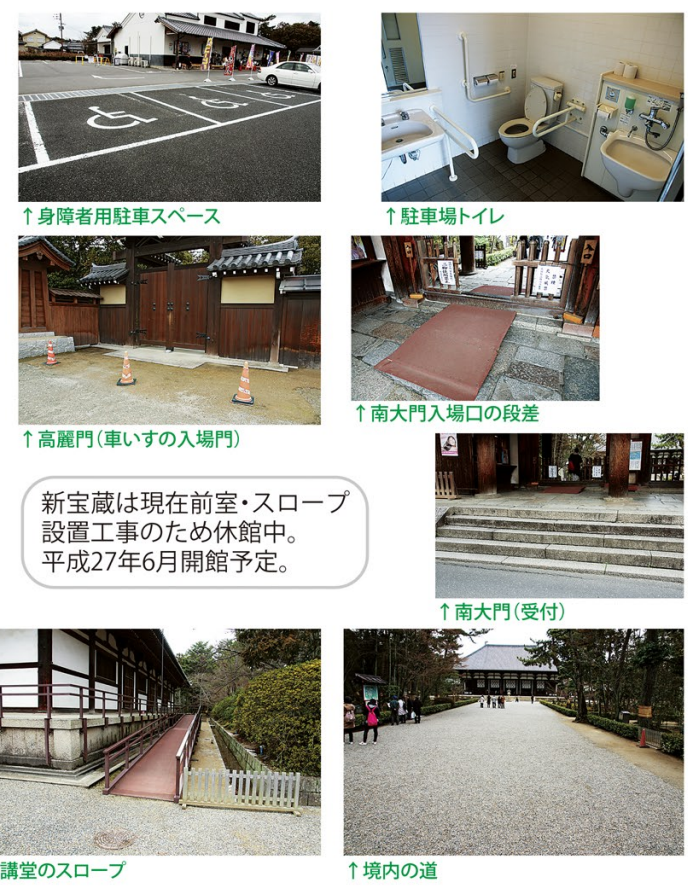 ↑身障者用駐車スペース
↑駐車場トイレ
↑高麗門(車いすの入場門)
↑南大門入場口の段差
新宝蔵は現在前室・スロープ
設置工事のため休館中。
平成27年6月開館予定。
↑南大門(受付)
講堂のスロープ
↑境内の道